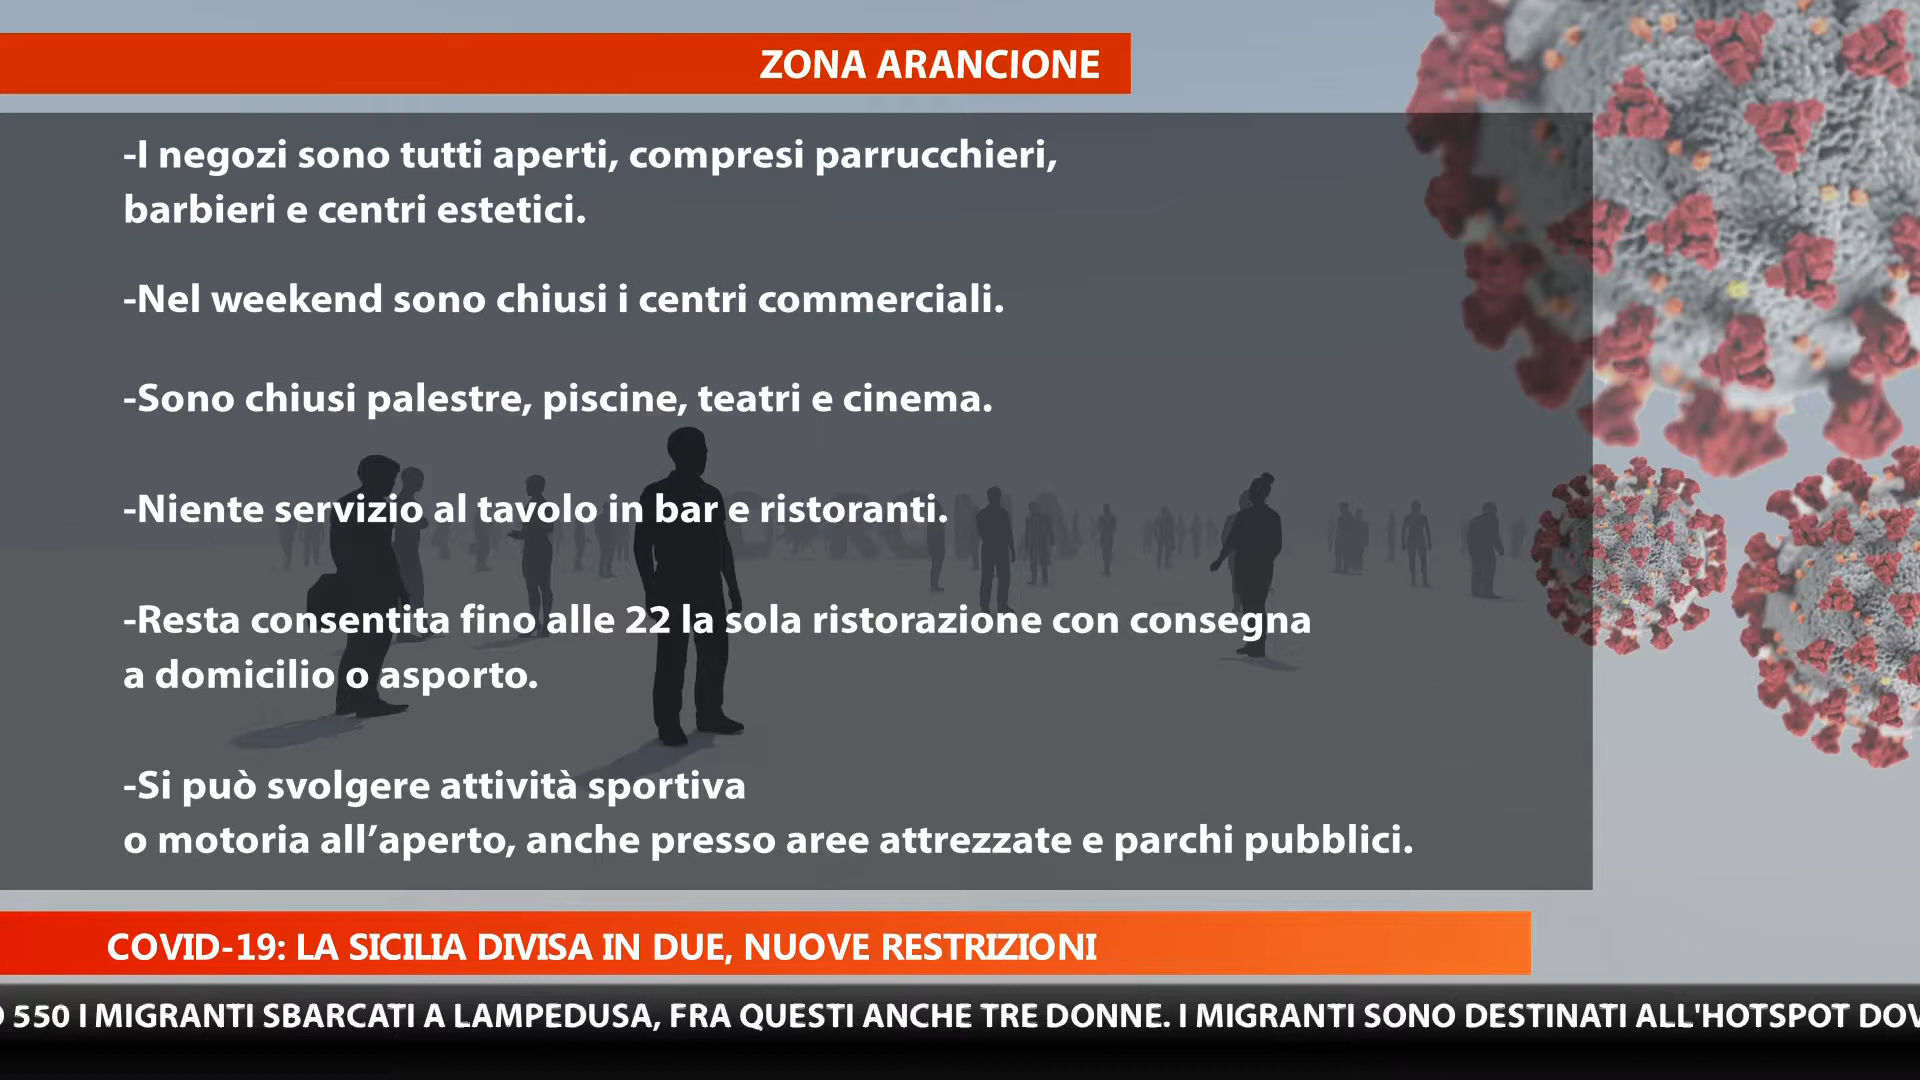 ZONA ARANCIONE
-I negozi sono tutti aperti, compresi parrucchieri,
barbieri e centri estetici.
-Nel weekend sono chiusi i centri commerciali.
-Sono chiusi palestre, piscine, teatri e cinema.
-Niente servizio al tavolo in bar e ristoranti.
-Resta consentita fino alle 22 la sola ristorazione con consegna
a domicilio o asporto.
-Si può svolgere attività sportiva
o motoria all’aperto, anche presso aree attrezzate e parchi pubblici.
COVID-19: LA SICILIA DIVISA IN DUE, NUOVE RESTRIZIONI
550 I MIGRANTI SBARCATI A LAMPEDUSA, FRA QUESTI ANCHE TRE DONNE. I MIGRANTI SONO DESTINATI ALL'HOTSPOT DOV